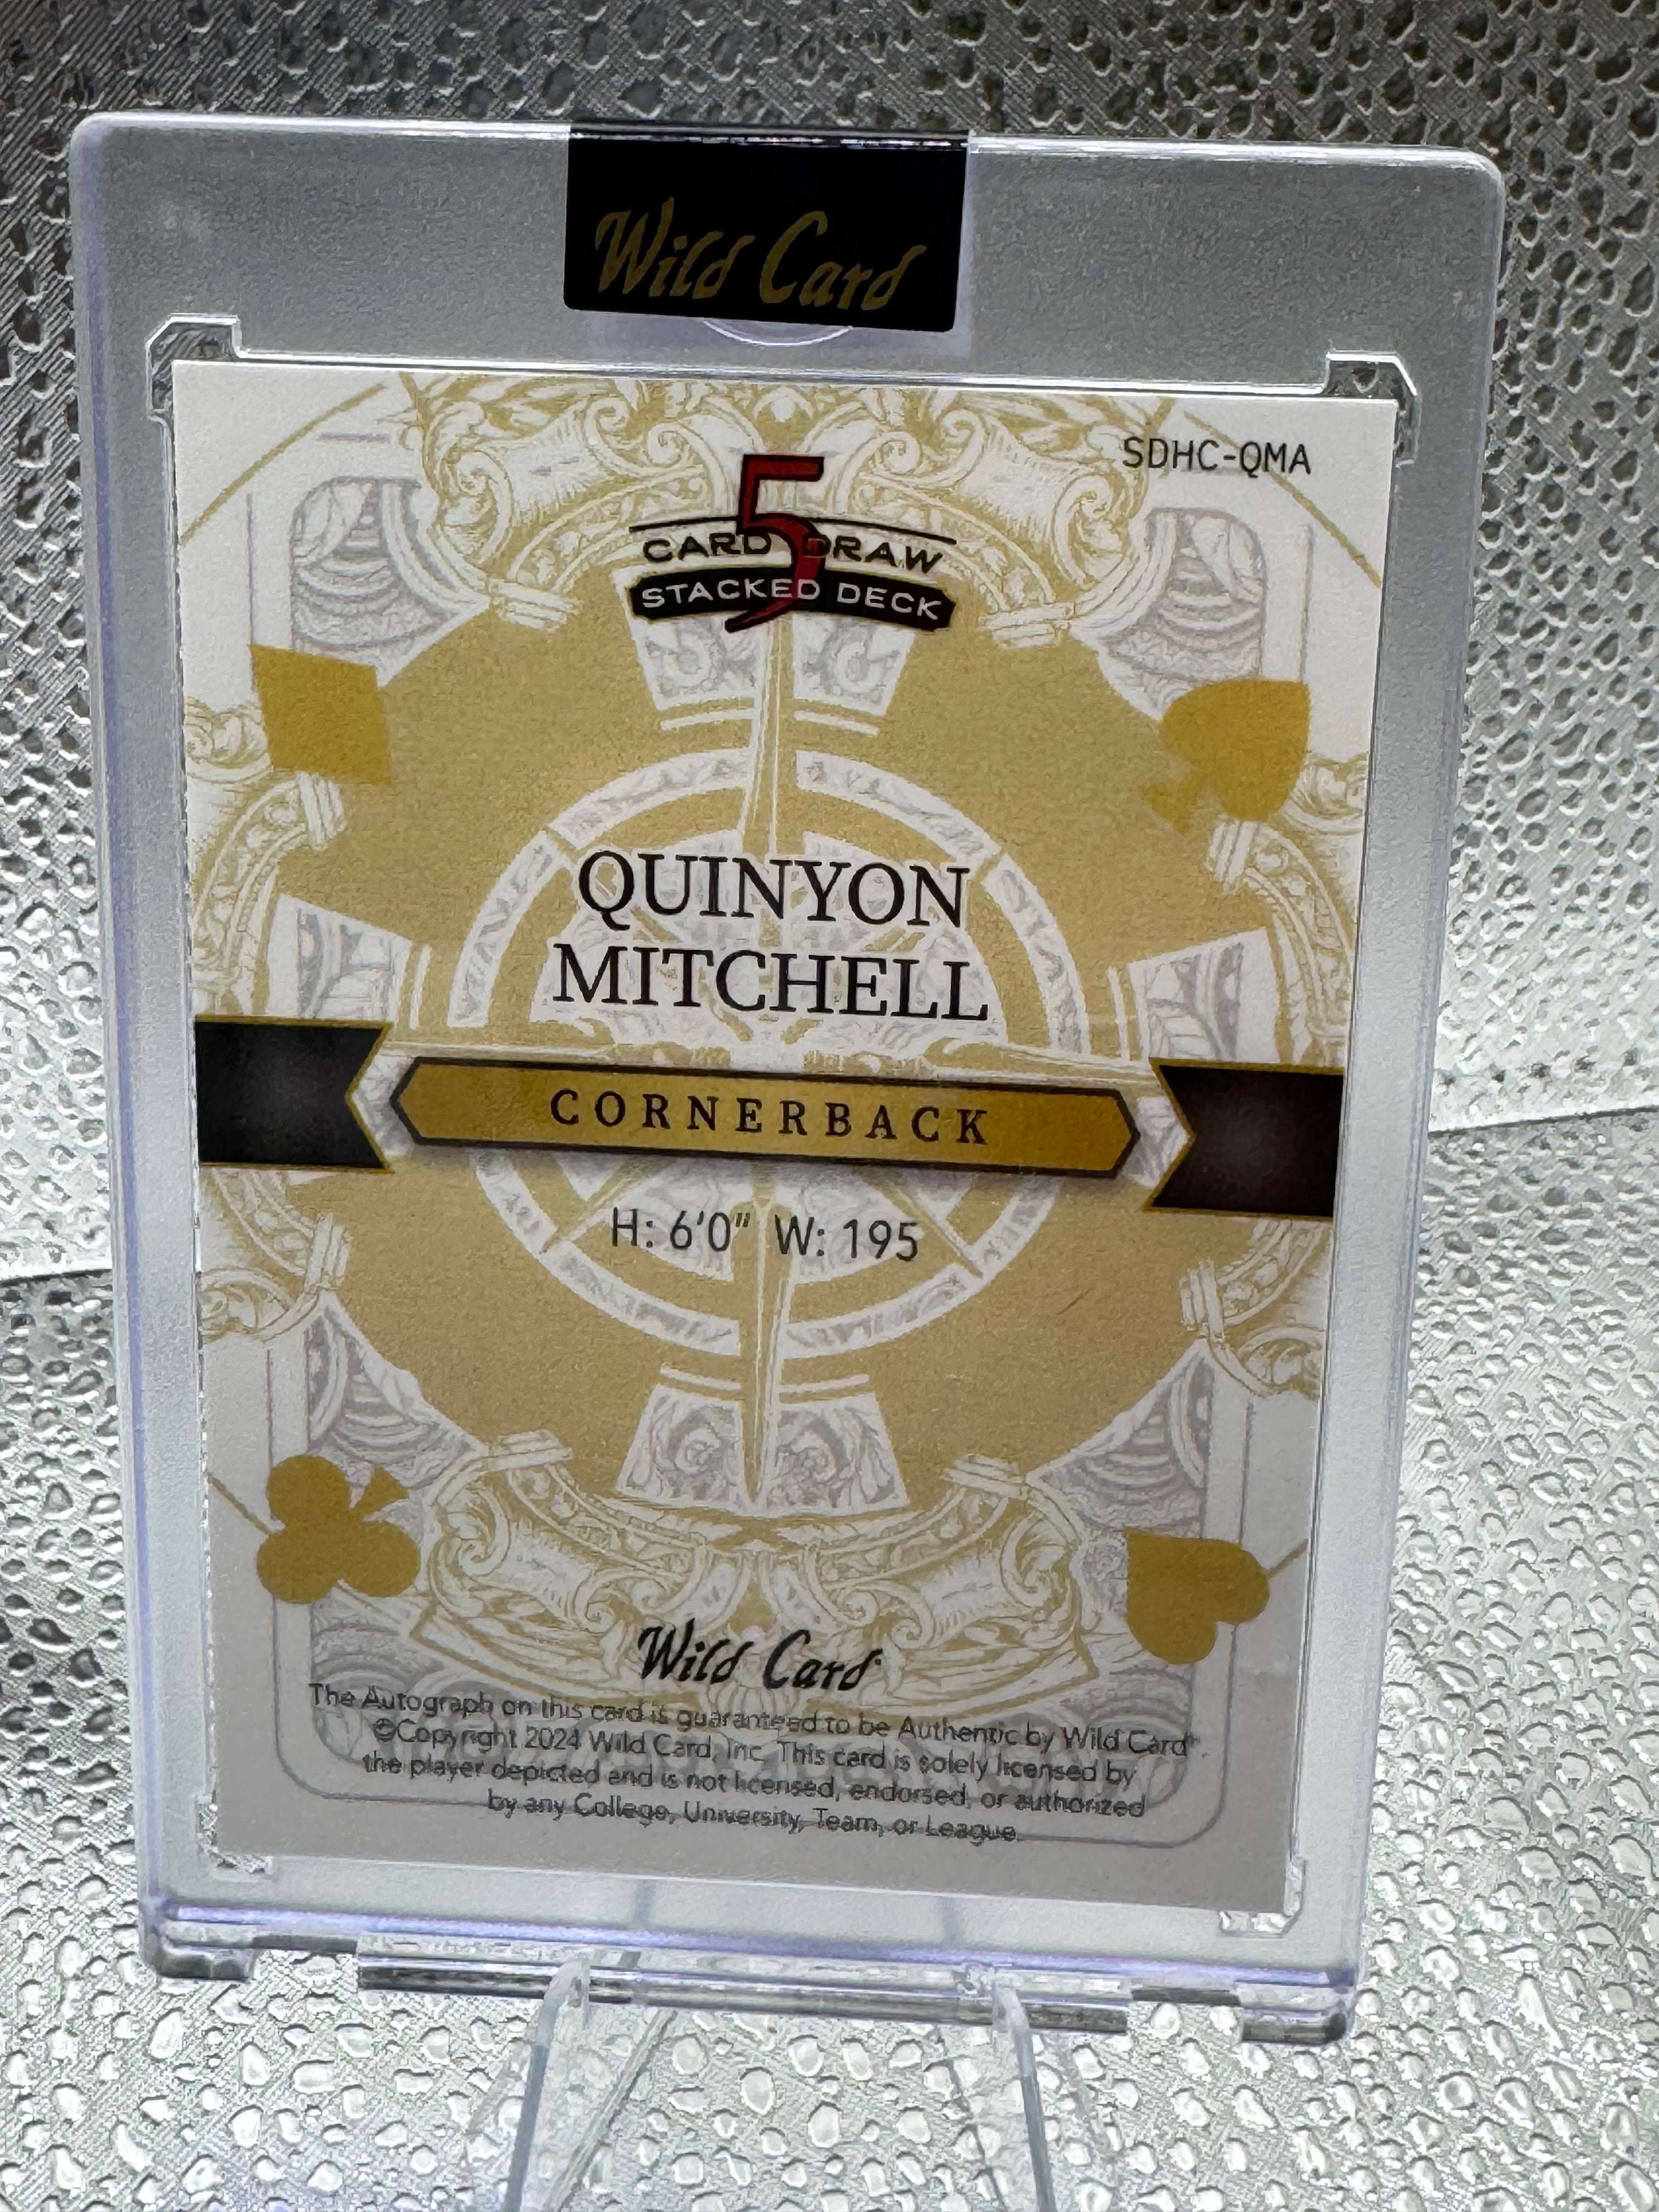 Wild Card
SDHC-QMA
5
CARD DRAW
STACKED DECK
QUINYON
MITCHELL
CORNERBACK
H: 6'0" W: 195
Wild Card
The Autograph on this card is guaranteed to be Authentic by Wild Card®.
©Copyright 2024 Wild Card, Inc. This card is solely licensed by
the player depicted and is not licensed, endorsed, or authorized
by any College, University, Team, or League.